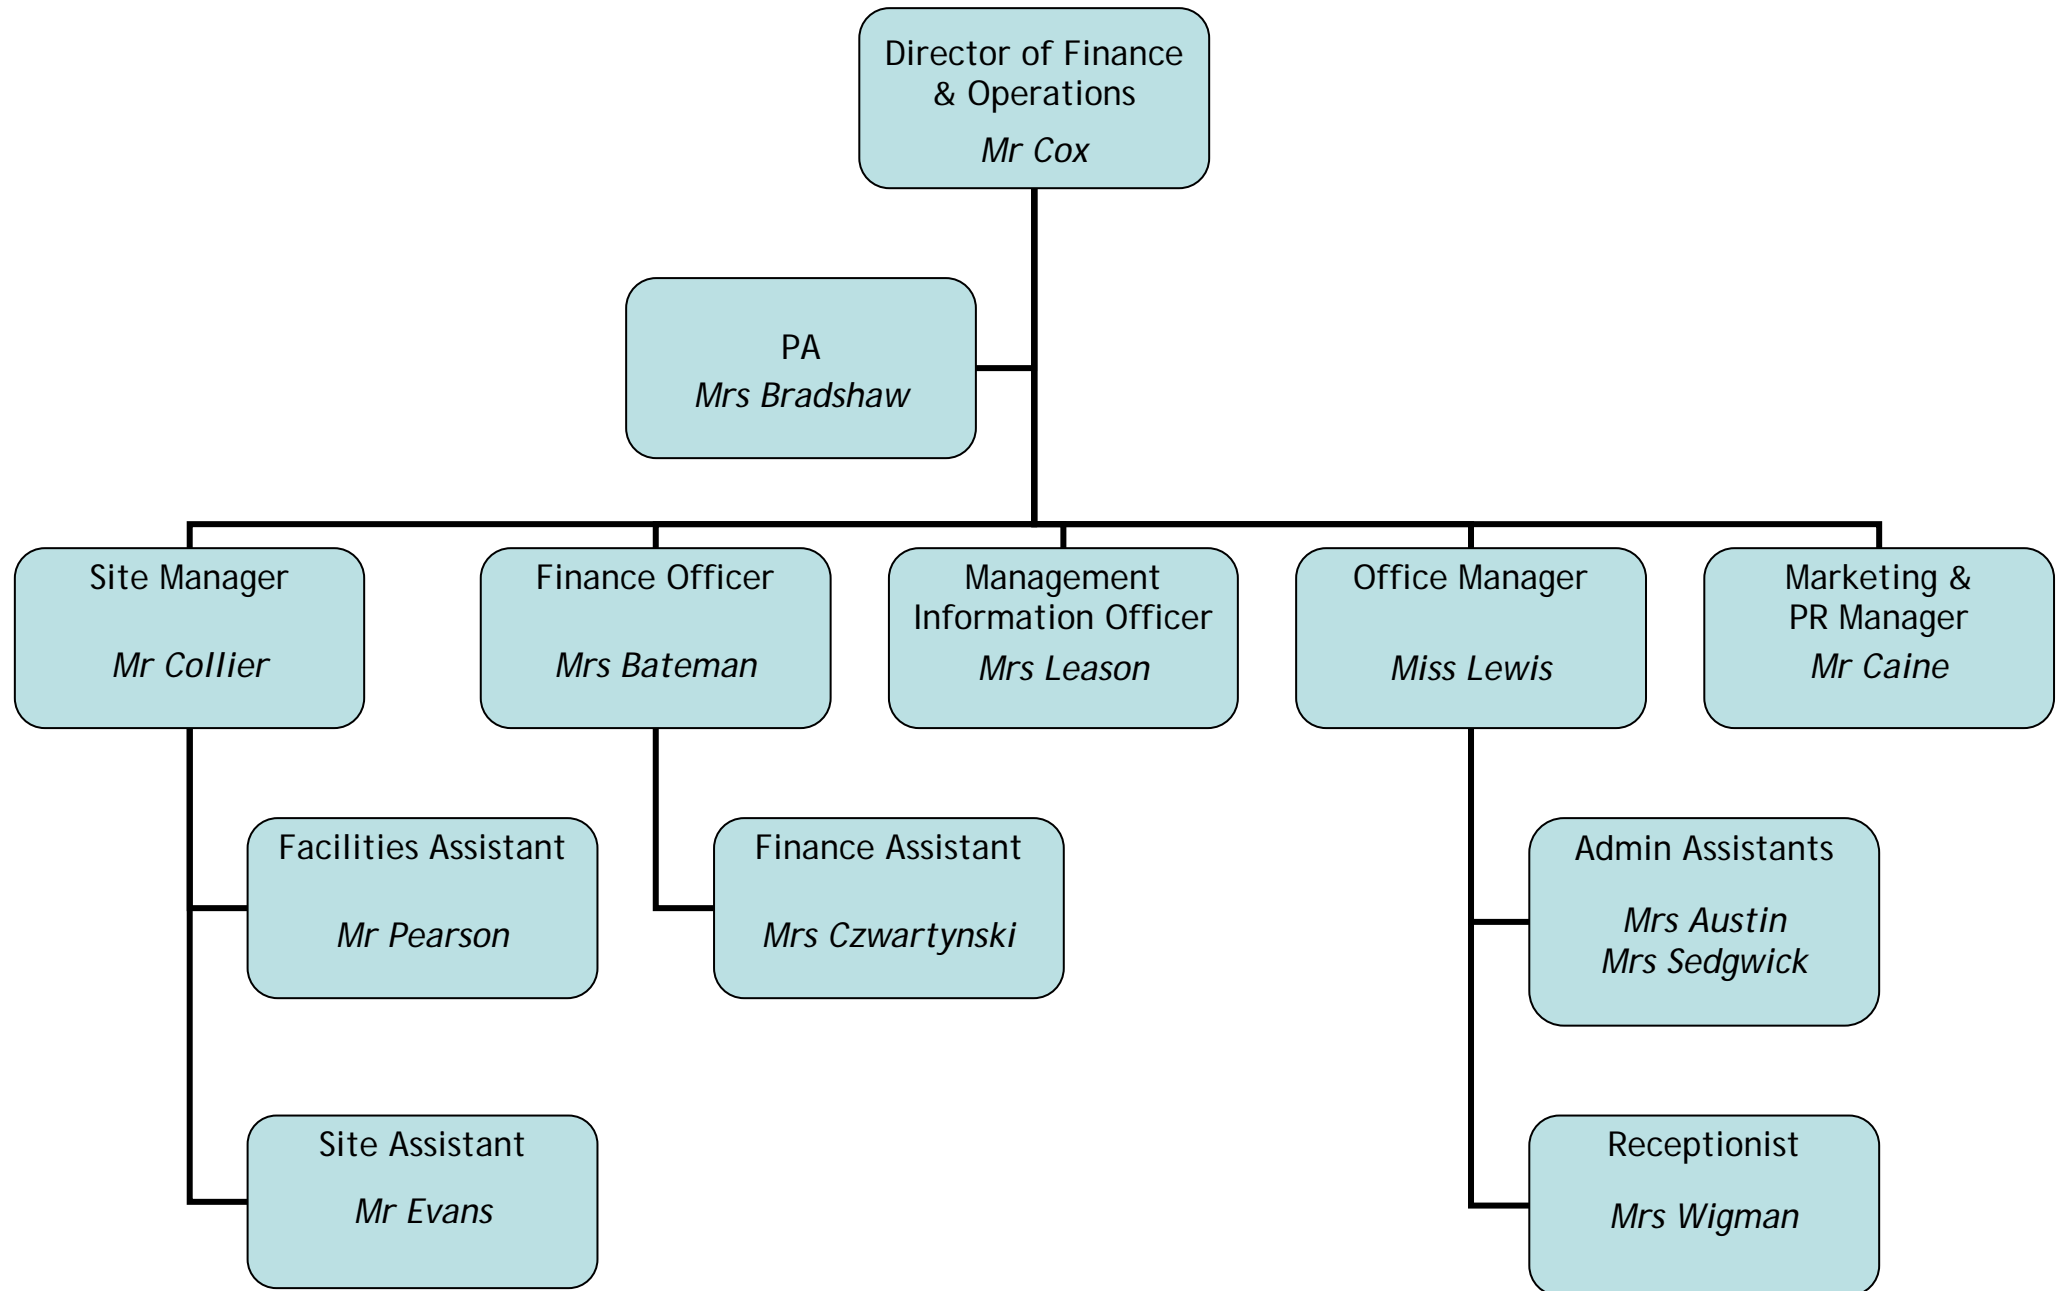 Director of Finance
& Operations
Mr Cox
PA
Mrs Bradshaw
Site Manager
Mr Collier
Finance Officer
Mrs Bateman
Management
Information Officer
Mrs Leason
Office Manager
Miss Lewis
Marketing &
PR Manager
Mr Caine
Facilities Assistant
Mr Pearson
Finance Assistant
Mrs Czwartynski
Admin Assistants
Mrs Austin
Mrs Sedgwick
Site Assistant
Mr Evans
Receptionist
Mrs Wigman